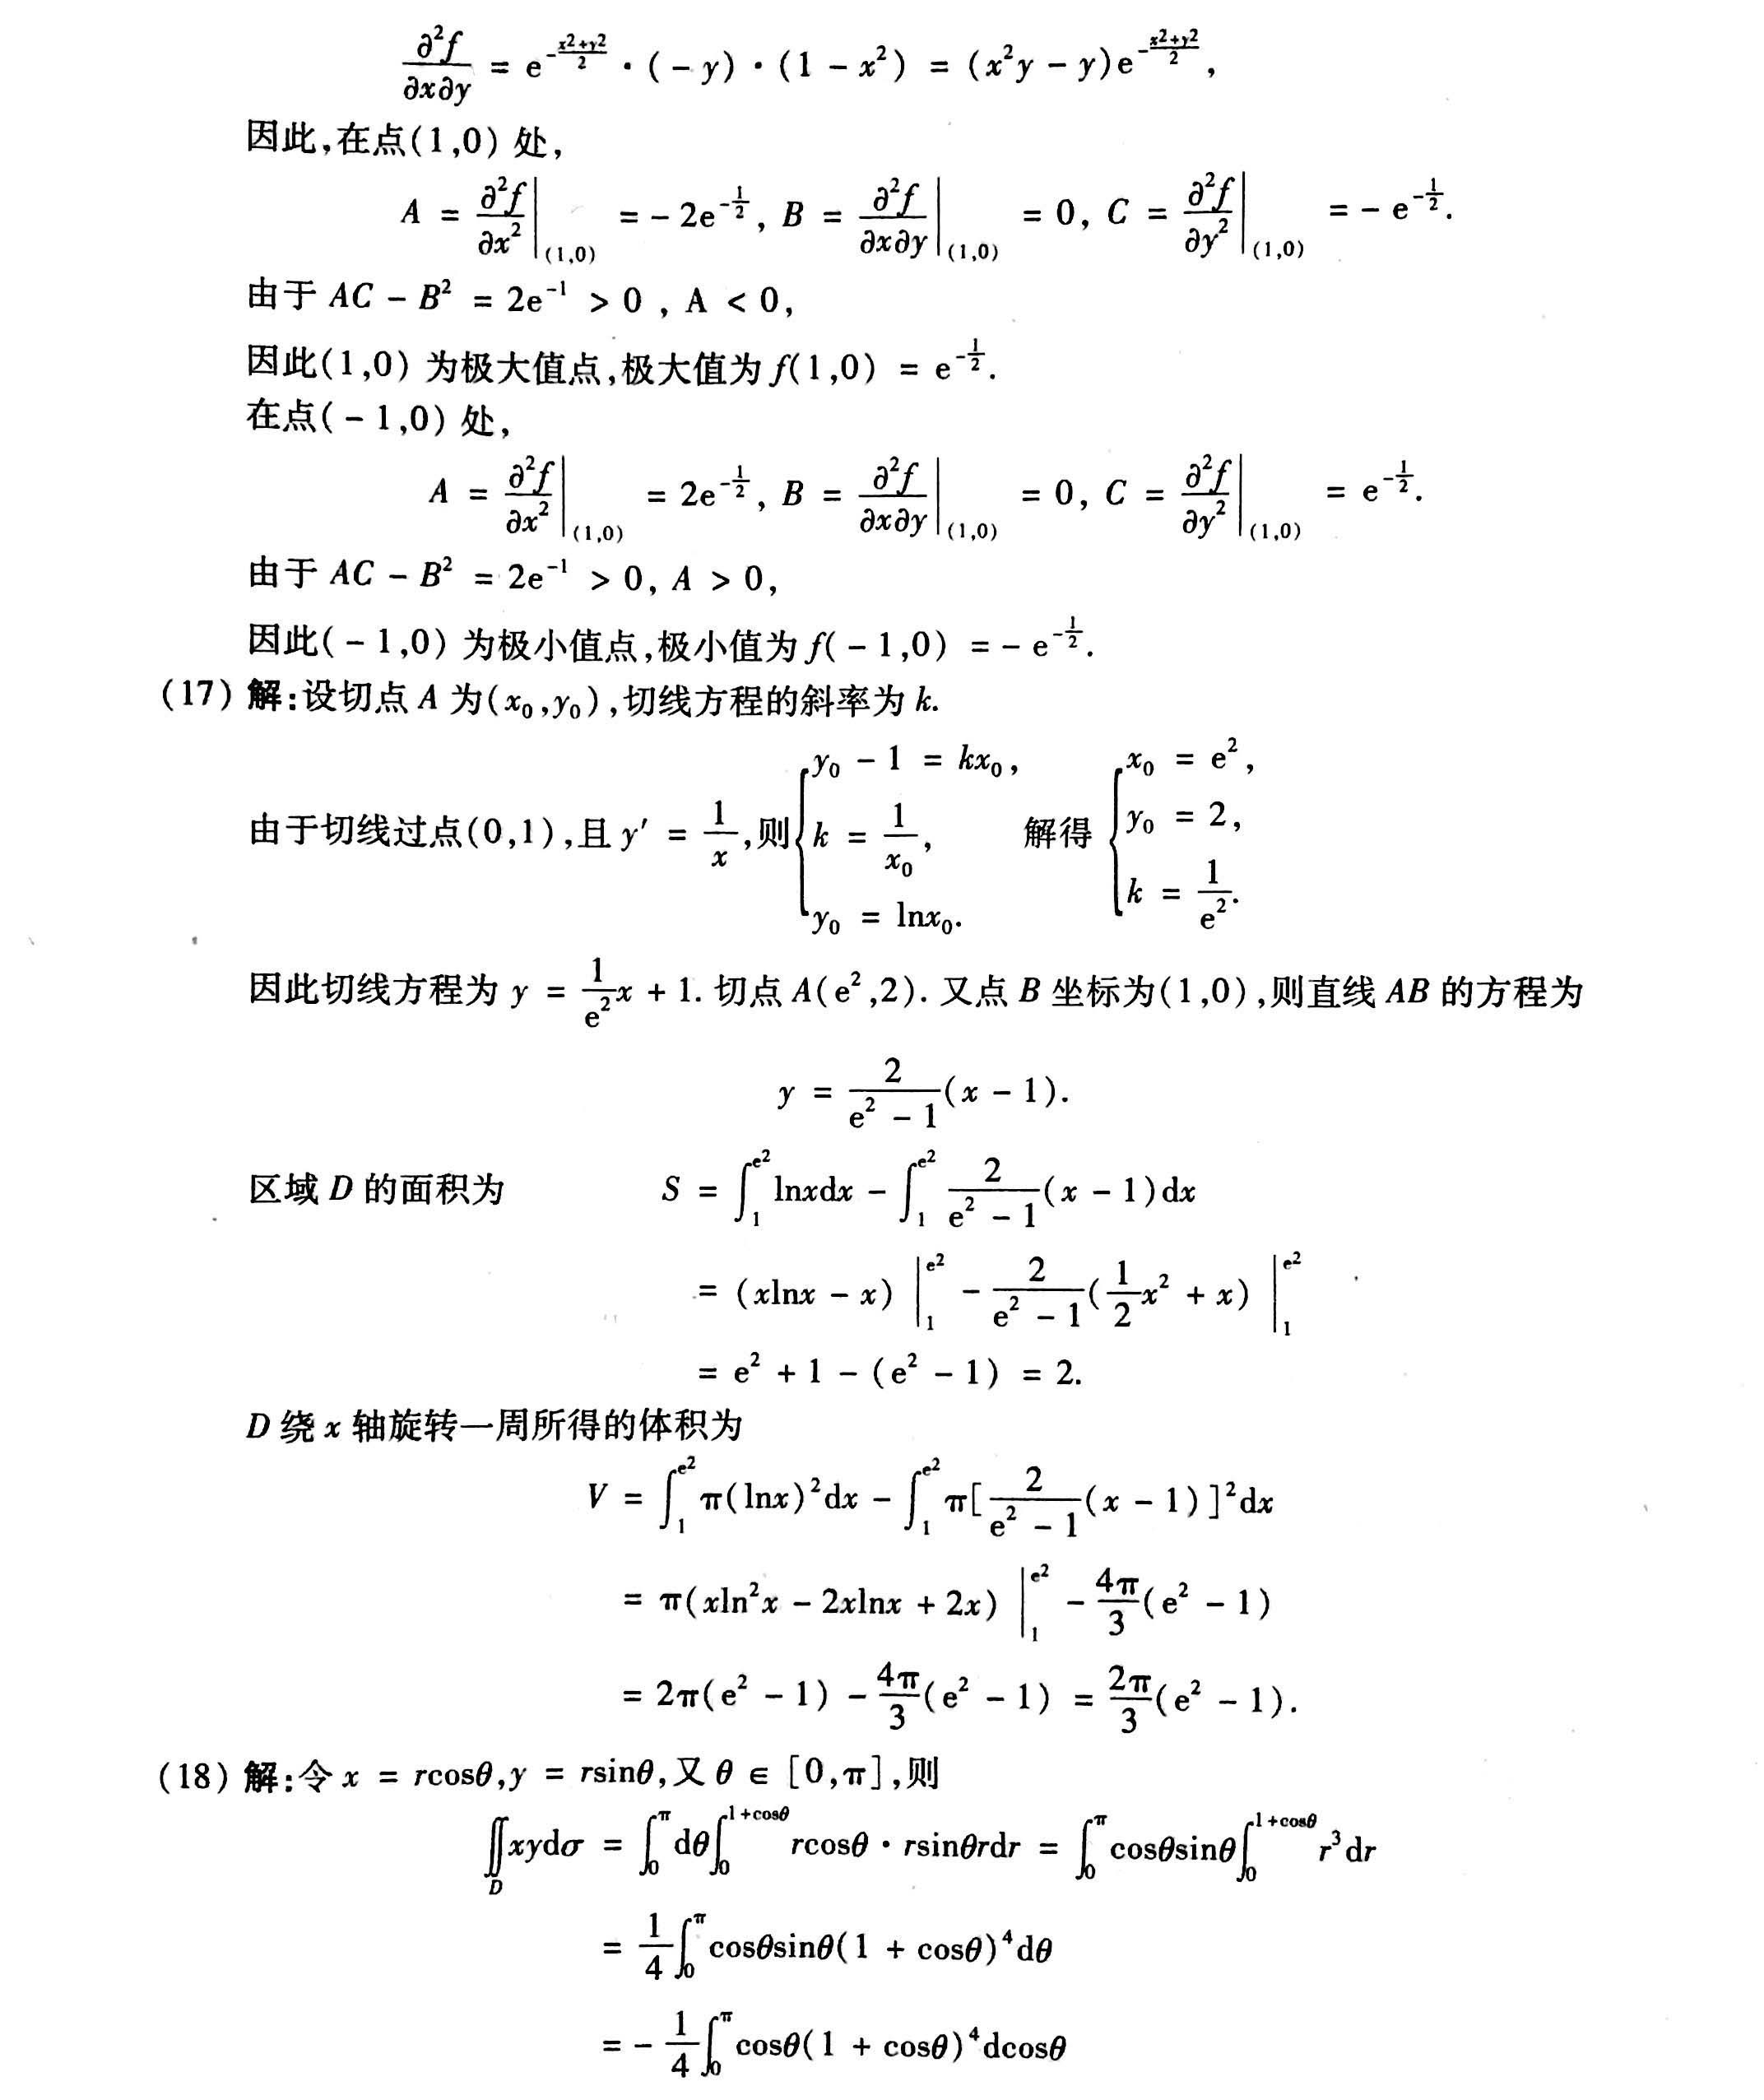 $\frac{\partial^2 f}{\partial x \partial y} = e^{-\frac{x^2+y^2}{2}} \cdot (-y) \cdot (1 - x^2) = (x^2y - y)e^{-\frac{x^2+y^2}{2}},$
因此,在点(1,0) 处,
$A = \frac{\partial^2 f}{\partial x^2}\Big|_{(1,0)} = -2e^{-\frac{1}{2}}, B = \frac{\partial^2 f}{\partial x \partial y}\Big|_{(1,0)} = 0, C = \frac{\partial^2 f}{\partial y^2}\Big|_{(1,0)} = -e^{-\frac{1}{2}}.$
由于 $AC - B^2 = 2e^{-1} > 0 , A < 0,$
因此(1,0) 为极大值点,极大值为 $f(1,0) = e^{-\frac{1}{2}}.$
在点(-1,0) 处,
$A = \frac{\partial^2 f}{\partial x^2}\Big|_{(1,0)} = 2e^{-\frac{1}{2}}, B = \frac{\partial^2 f}{\partial x \partial y}\Big|_{(1,0)} = 0, C = \frac{\partial^2 f}{\partial y^2}\Big|_{(1,0)} = e^{-\frac{1}{2}}.$
由于 $AC - B^2 = 2e^{-1} > 0, A > 0,$
因此(-1,0) 为极小值点,极小值为 $f(-1,0) = -e^{-\frac{1}{2}}.$
(17) 解:设切点 A 为$(x_0,y_0)$,切线方程的斜率为 k.
由于切线过点(0,1),且 $y' = \frac{1}{x}$,则$\begin{cases} y_0 - 1 = kx_0, \\ k = \frac{1}{x_0}, \\ y_0 = \ln x_0. \end{cases}$ 解得 $\begin{cases} x_0 = e^2, \\ y_0 = 2, \\ k = \frac{1}{e^2}. \end{cases}$
因此切线方程为 $y = \frac{1}{e^2}x + 1.$ 切点 $A(e^2,2).$ 又点 B 坐标为(1,0),则直线 AB 的方程为
$y = \frac{2}{e^2 - 1}(x - 1).$
区域 D 的面积为 $S = \int_1^{e^2} \ln x dx - \int_1^{e^2} \frac{2}{e^2 - 1}(x - 1)dx$
$= (x\ln x - x)\Big|_1^{e^2} - \frac{2}{e^2 - 1}(\frac{1}{2}x^2 + x)\Big|_1^{e^2}$
$= e^2 + 1 - (e^2 - 1) = 2.$
D 绕 x 轴旋转一周所得的体积为
$V = \int_1^{e^2} \pi(\ln x)^2 dx - \int_1^{e^2} \pi[\frac{2}{e^2 - 1}(x - 1)]^2 dx$
$= \pi(x\ln^2 x - 2x\ln x + 2x)\Big|_1^{e^2} - \frac{4\pi}{3}(e^2 - 1)$
$= 2\pi(e^2 - 1) - \frac{4\pi}{3}(e^2 - 1) = \frac{2\pi}{3}(e^2 - 1).$
(18) 解:令 $x = r\cos\theta, y = r\sin\theta$,又 $\theta \in [0,\pi]$,则
$\iint_D xyd\sigma = \int_0^{\pi} d\theta \int_0^{1+\cos\theta} r\cos\theta \cdot r\sin\theta rdr = \int_0^{\pi} \cos\theta\sin\theta \int_0^{1+\cos\theta} r^3 dr$
$= \frac{1}{4}\int_0^{\pi} \cos\theta\sin\theta(1 + \cos\theta)^4 d\theta$
$= -\frac{1}{4}\int_0^{\pi} \cos\theta(1 + \cos\theta)^4 d\cos\theta$